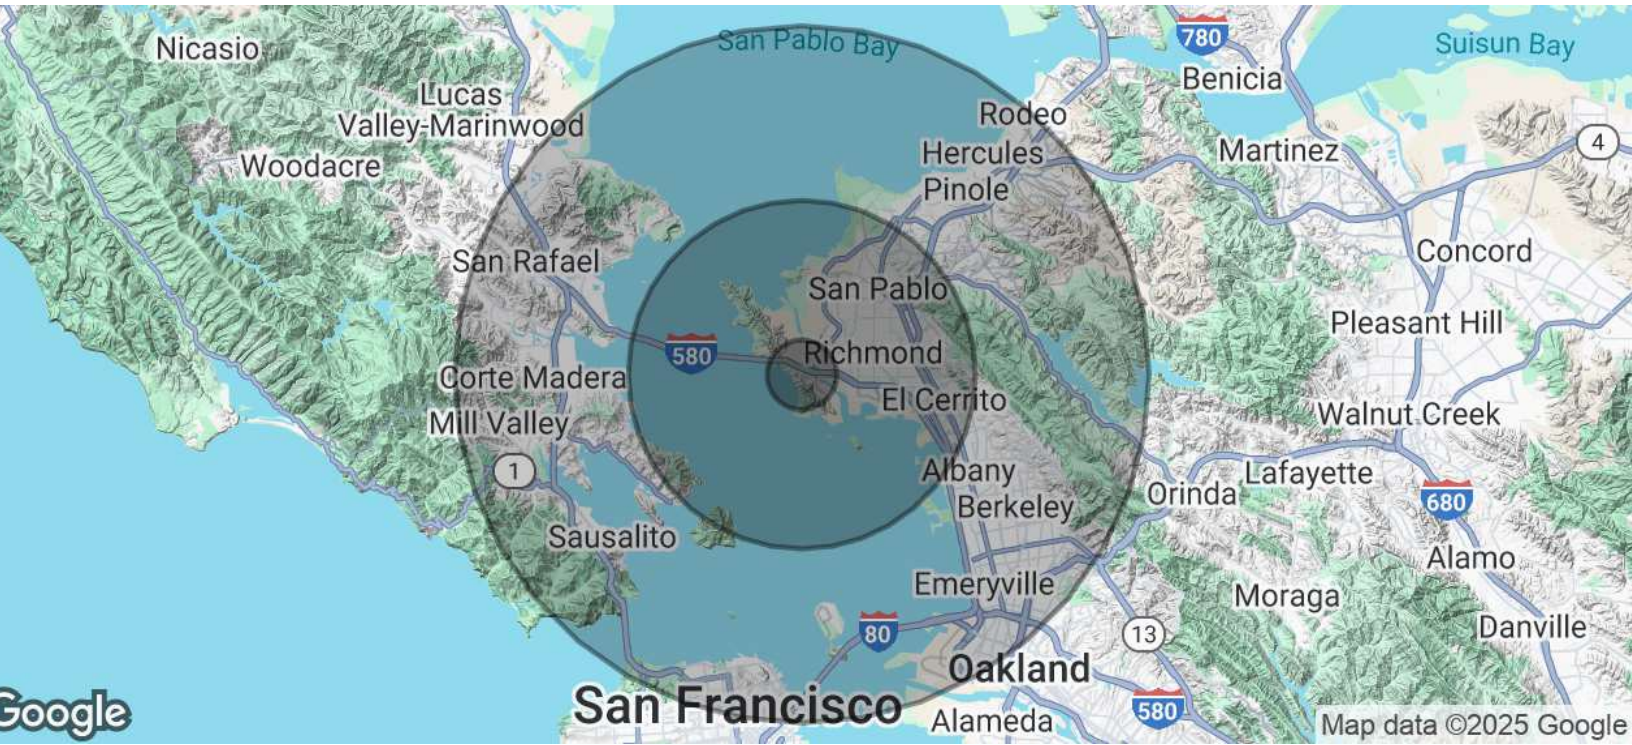 San Pablo Bay
780
Suisun Bay
Nicasio
Benicia
Lucas
Valley-Marinwood
Rodeo
4
Hercules
Martinez
Woodacre
Pinole
San Rafael
Concord
San Pablo
Pleasant Hill
580
Richmond
Corte Madera
El Cerrito
Walnut Creek
Mill Valley
1
Albany
Lafayette
Orinda
680
Berkeley
Sausalito
Alamo
Emeryville
Moraga
80
13
Danville
Oakland
San Francisco
580
Alameda
Google
Map data ©2025 Google